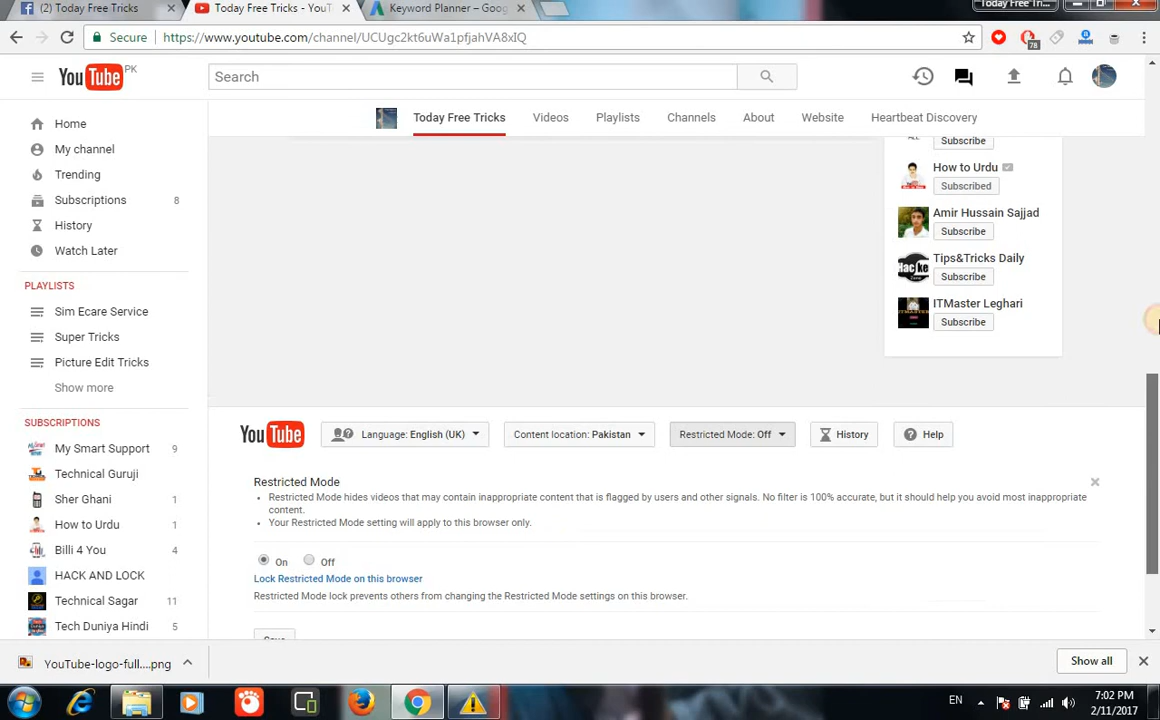 (2) Today Free Tricks
Today Free Tricks - YouT
Keyword Planner – Goog
Today Free Tri...
Secure
https://www.youtube.com/channel/UCUgc2kt6uWa1pfjahVA8xIQ
78
YouTube PK
Search
Today Free Tricks
Videos
Playlists
Channels
About
Website
Heartbeat Discovery
Home
My channel
Trending
Subscriptions 8
History
Watch Later
PLAYLISTS
Sim Ecare Service
Super Tricks
Picture Edit Tricks
Show more
SUBSCRIPTIONS
My Smart Support 9
Technical Guruji
Sher Ghani 1
How to Urdu 1
Billi 4 You 4
HACK AND LOCK
Technical Sagar 11
Tech Duniya Hindi 5
Subscribe
How to Urdu
Subscribed
Amir Hussain Sajjad
Subscribe
Tips&Tricks Daily
Subscribe
ITMaster Leghari
Subscribe
YouTube
Language: English (UK)
Content location: Pakistan
Restricted Mode: Off
History
Help
Restricted Mode
Restricted Mode hides videos that may contain inappropriate content that is flagged by users and other signals. No filter is 100% accurate, but it should help you avoid most inappropriate
content.
Your Restricted Mode setting will apply to this browser only.
On Off
Lock Restricted Mode on this browser
Restricted Mode lock prevents others from changing the Restricted Mode settings on this browser.
Save
YouTube-logo-full....png
Show all
EN
7:02 PM
2/11/2017